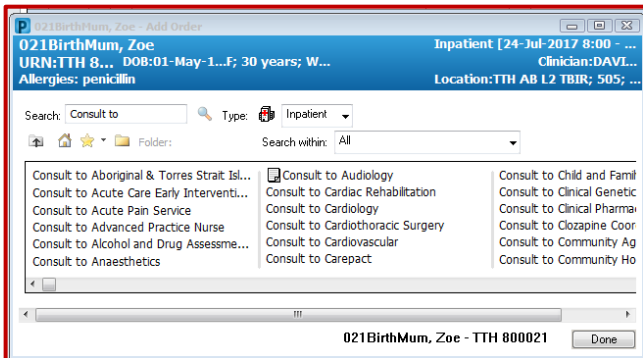 021BirthMum, Zoe - Add Order
021BirthMum, Zoe
Inpatient [24-Jul-2017 8:00 - ...
URN:TTH 8... DOB:01-May-1...F; 30 years; W...
Clinician:DAVI...
Allergies: penicillin
Location:TTH AB L2 TBIR; 505; ...
Search: Consult to Type: Inpatient
Folder: Search within: All
Consult to Aboriginal & Torres Strait Isl...
Consult to Acute Care Early Interventi...
Consult to Acute Pain Service
Consult to Advanced Practice Nurse
Consult to Alcohol and Drug Assessme...
Consult to Anaesthetics
Consult to Audiology
Consult to Cardiac Rehabilitation
Consult to Cardiology
Consult to Cardiothoracic Surgery
Consult to Cardiovascular
Consult to Carepact
Consult to Child and Famil
Consult to Clinical Genetic
Consult to Clinical Pharma
Consult to Clozapine Coor
Consult to Community Ag
Consult to Community Ho
021BirthMum, Zoe - TTH 800021
Done